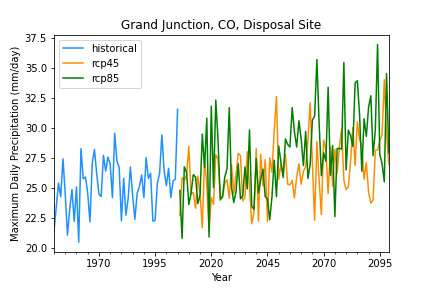 Grand Junction, CO, Disposal Site
Maximum Daily Precipitation (mm/day)
37.5
35.0
32.5
30.0
27.5
25.0
22.5
20.0
historical
rcp45
rcp85
1970
1995
2020
2045
2070
2095
Year